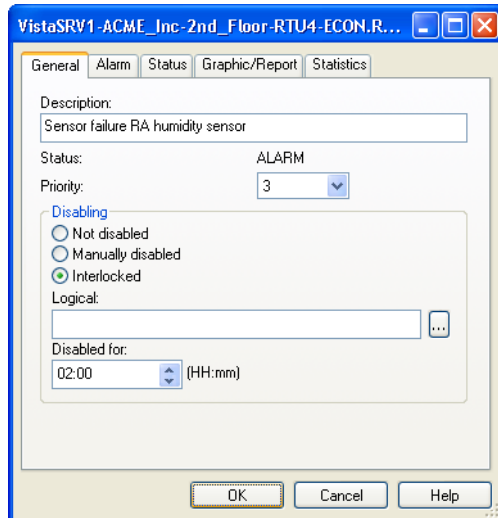 VistaSRV1-ACME_Inc-2nd_Floor-RTU4-ECON.R...
General Alarm Status Graphic/Report Statistics
Description:
Sensor failure RA humidity sensor
Status: ALARM
Priority: 3
Disabling
Not disabled
Manually disabled
Interlocked
Logical:
...
Disabled for:
02:00 (HH:mm)
OK Cancel Help